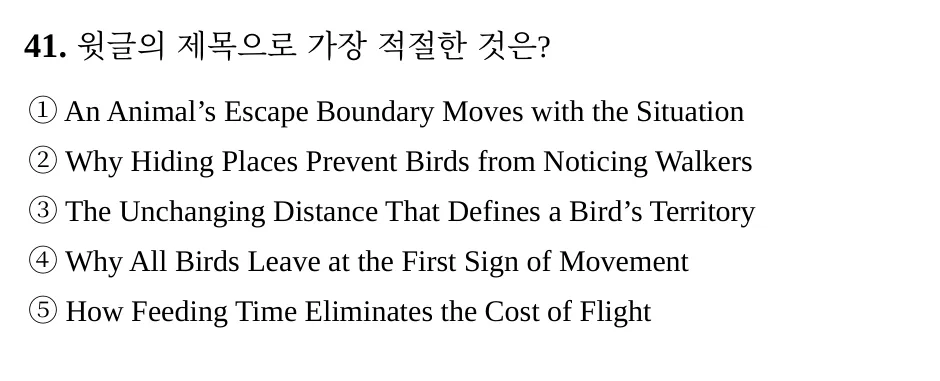 41. 윗글의 제목으로 가장 적절한 것은?
① An Animal’s Escape Boundary Moves with the Situation
② Why Hiding Places Prevent Birds from Noticing Walkers
③ The Unchanging Distance That Defines a Bird’s Territory
④ Why All Birds Leave at the First Sign of Movement
⑤ How Feeding Time Eliminates the Cost of Flight